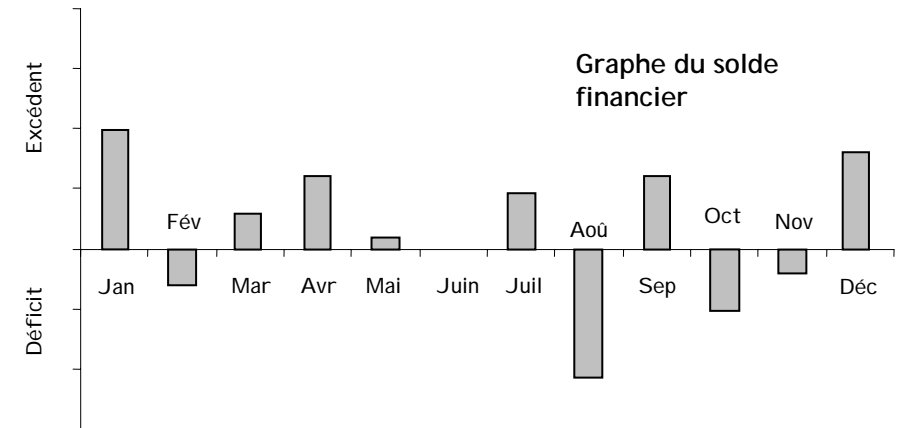 Graphe du solde
financier
Excédent
Déficit
Fév
Aoû
Oct
Nov
Jan
Mar
Avr
Mai
Juin
Juil
Sep
Déc